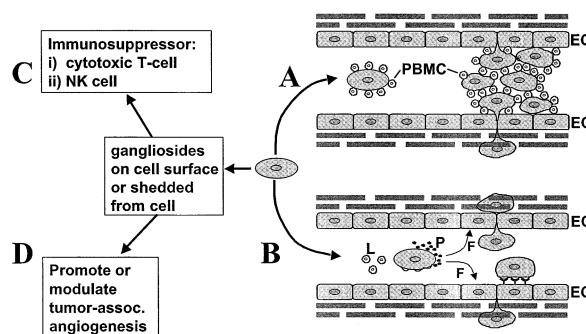 C
Immunosuppressor:
i) cytotoxic T-cell
ii) NK cell
A
PBMC
EC
EC
gangliosides
on cell surface
or shedded
from cell
D
Promote or
modulate
tumor-assoc.
angiogenesis
B
L
P
F
F
EC
EC